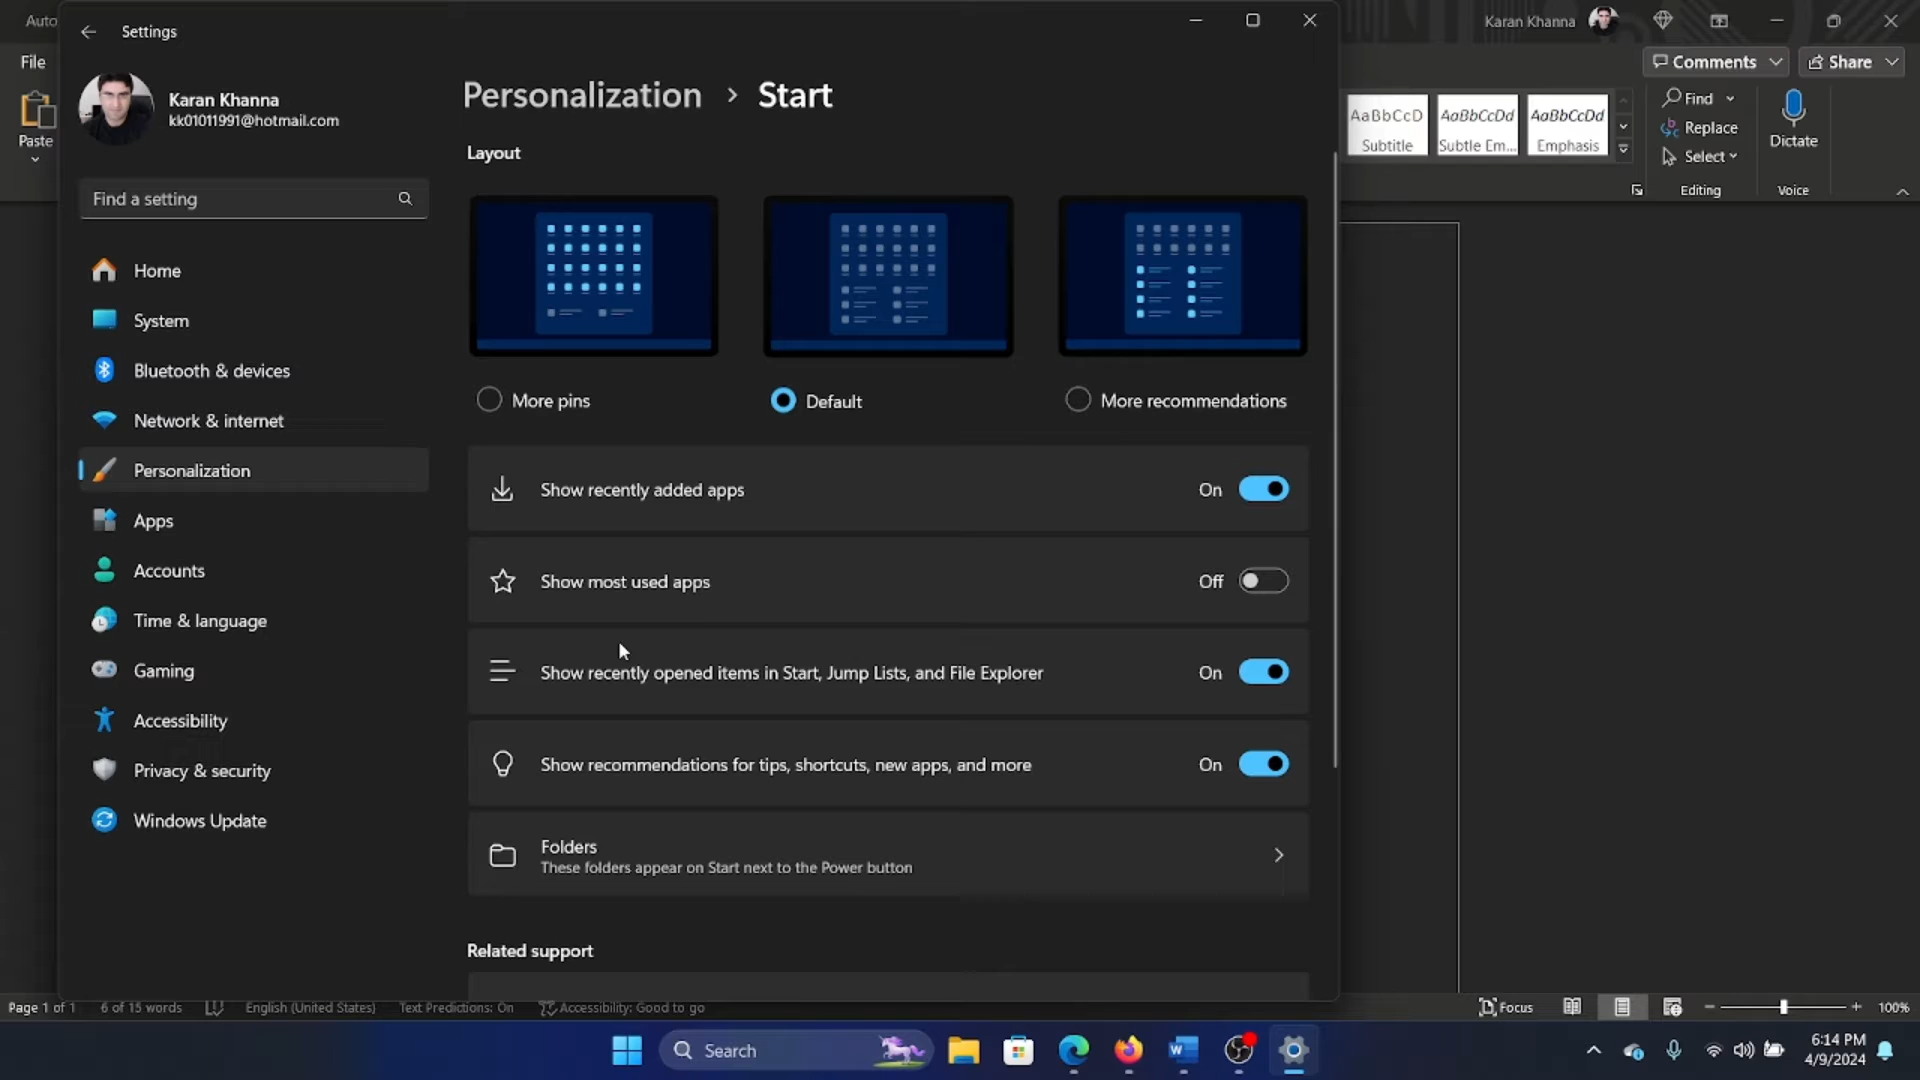 Auto
Settings
Karan Khanna
kk01011991@hotmail.com
Find a setting
Home
System
Bluetooth & devices
Network & internet
Personalization
Apps
Accounts
Time & language
Gaming
Accessibility
Privacy & security
Windows Update
Personalization > Start
Layout
More pins
Default
More recommendations
Show recently added apps On
Show most used apps Off
Show recently opened items in Start, Jump Lists, and File Explorer On
Show recommendations for tips, shortcuts, new apps, and more On
Folders
These folders appear on Start next to the Power button
Related support
File
Paste
Karan Khanna
Comments
Share
AaBbCcD
Subtitle
AaBbCcDd
Subtle Em...
AaBbCcDd
Emphasis
Find
Replace
Select
Editing
Dictate
Voice
Page 1 of 1
6 of 15 words
English (United States)
Text Predictions: On
Accessibility: Good to go
Focus
100%
Search
6:14 PM
4/9/2024